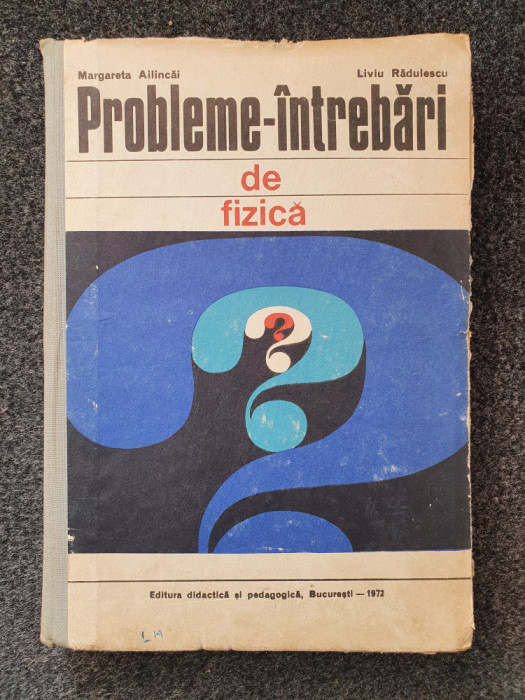 Margareta Ailincăi Liviu Rădulescu
Probleme-întrebări
de
fizică
Editura didactică și pedagogică, București — 1972